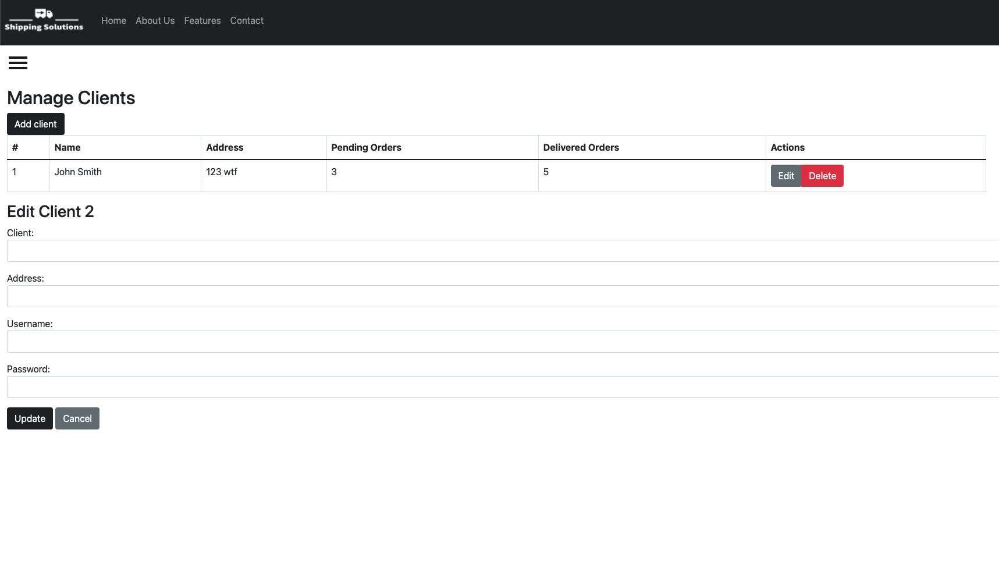 Shipping Solutions
Home About Us Features Contact
Manage Clients
Add client
# Name Address Pending Orders Delivered Orders Actions
1 John Smith 123 wtf 3 5 Edit Delete
Edit Client 2
Client:
Address:
Username:
Password:
Update Cancel